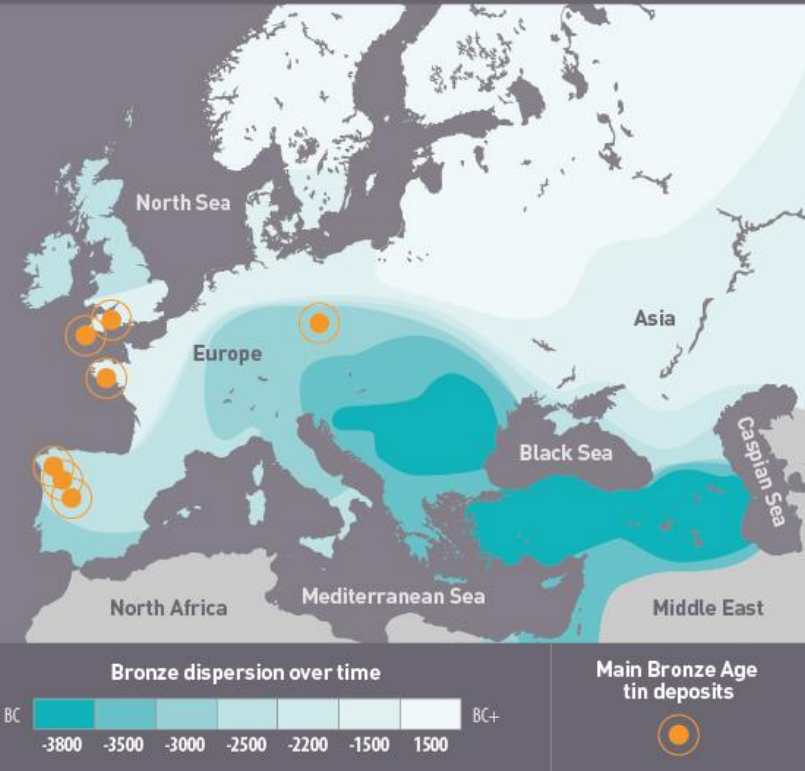 North Sea
Asia
Europe
Black Sea
Caspian Sea
North Africa
Mediterranean Sea
Middle East
Bronze dispersion over time
BC
BC+
-3800 -3500 -3000 -2500 -2200 -1500 1500
Main Bronze Age
tin deposits